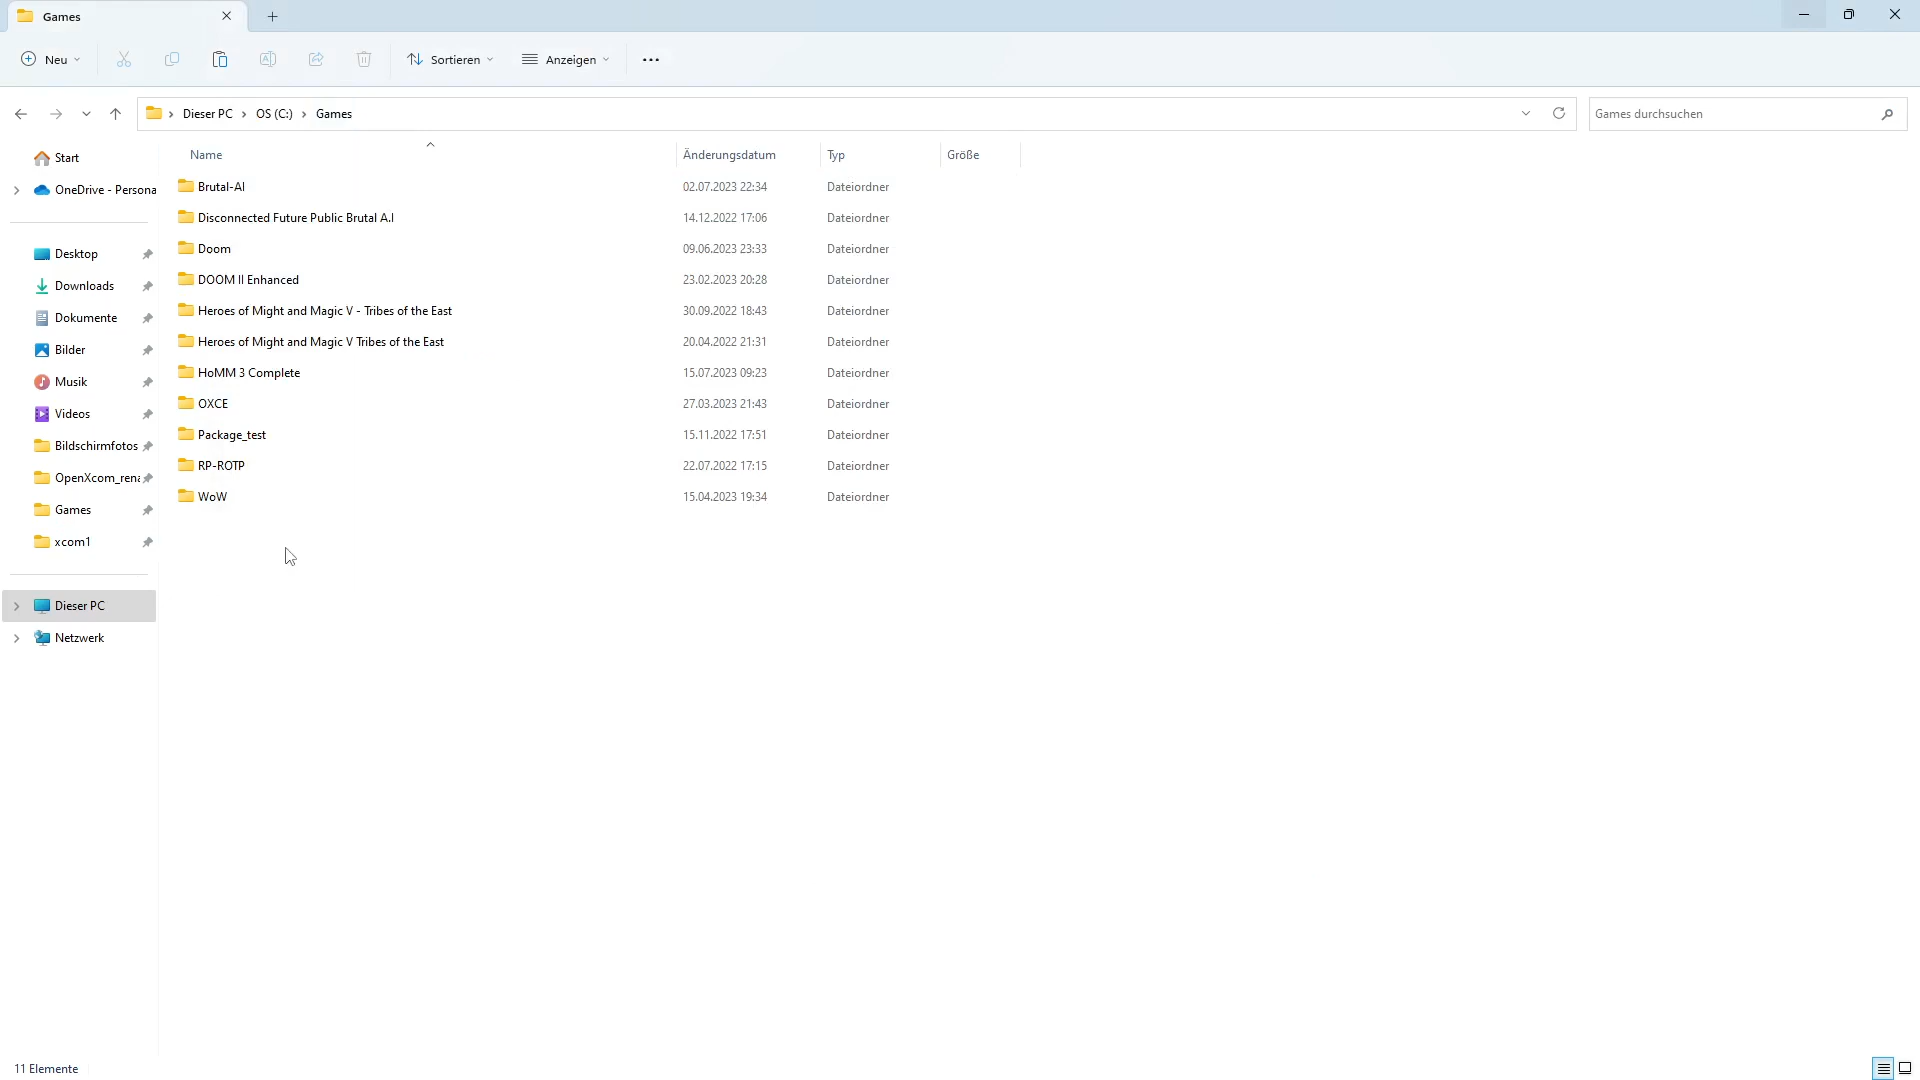 Games
Neu
Sortieren
Anzeigen
Dieser PC
OS (C:)
Games
Games durchsuchen
Name
Änderungsdatum
Typ
Größe
Start
OneDrive - Persona
Desktop
Downloads
Dokumente
Bilder
Musik
Videos
Bildschirmfotos
OpenXcom_rena
Games
xcom1
Dieser PC
Netzwerk
Brutal-AI 02.07.2023 22:34 Dateiordner
Disconnected Future Public Brutal A.I 14.12.2022 17:06 Dateiordner
Doom 09.06.2023 23:33 Dateiordner
DOOM II Enhanced 23.02.2023 20:28 Dateiordner
Heroes of Might and Magic V - Tribes of the East 30.09.2022 18:43 Dateiordner
Heroes of Might and Magic V Tribes of the East 20.04.2022 21:31 Dateiordner
HoMM 3 Complete 15.07.2023 09:23 Dateiordner
OXCE 27.03.2023 21:43 Dateiordner
Package_test 15.11.2022 17:51 Dateiordner
RP-ROTP 22.07.2022 17:15 Dateiordner
WoW 15.04.2023 19:34 Dateiordner
11 Elemente